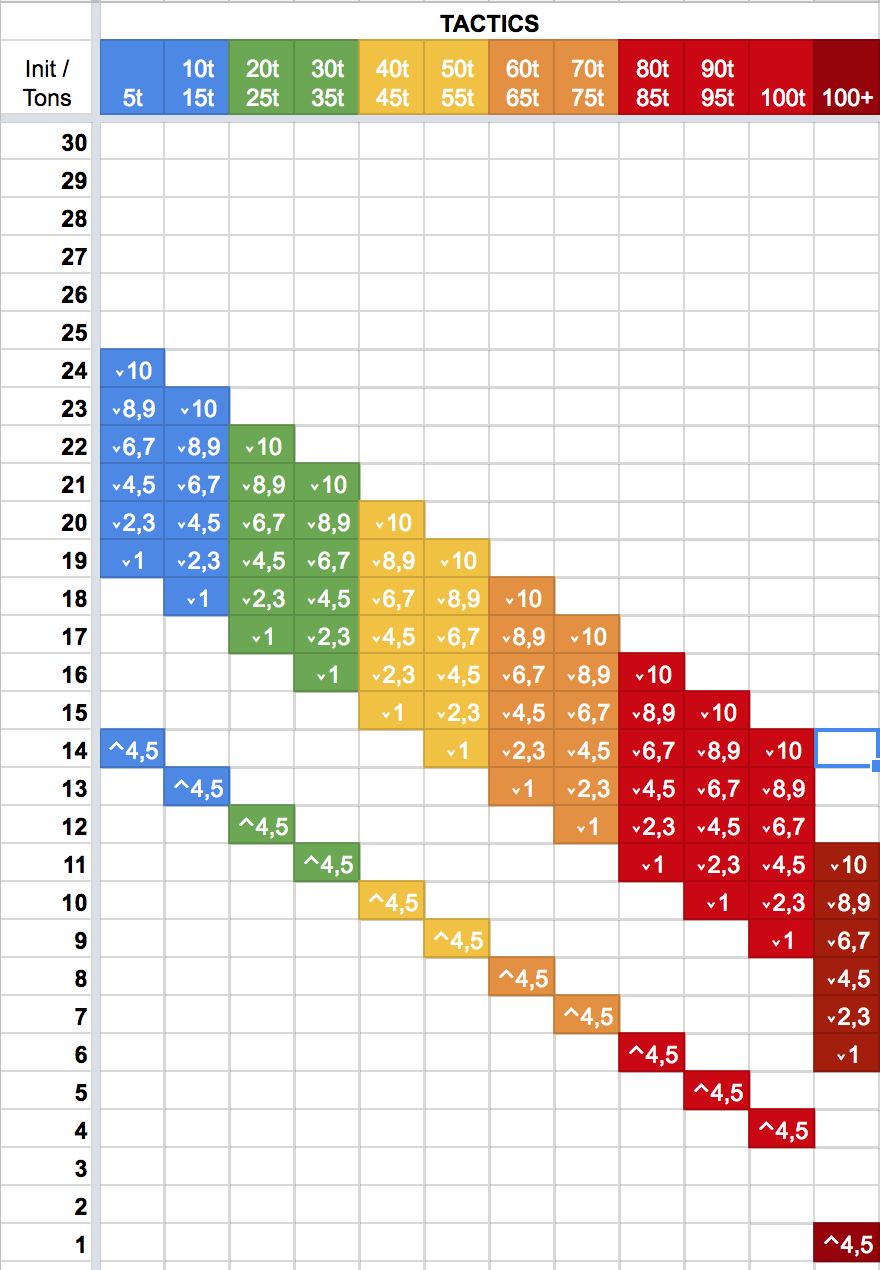 TACTICS
Init / 10t 20t 30t 40t 50t 60t 70t 80t 90t
Tons 5t 15t 25t 35t 45t 55t 65t 75t 85t 95t 100t 100+
30
29
28
27
26
25
24 ˅10
23 ˅8,9 ˅10
22 ˅6,7 ˅8,9 ˅10
21 ˅4,5 ˅6,7 ˅8,9 ˅10
20 ˅2,3 ˅4,5 ˅6,7 ˅8,9 ˅10
19 ˅1 ˅2,3 ˅4,5 ˅6,7 ˅8,9 ˅10
18 ˅1 ˅2,3 ˅4,5 ˅6,7 ˅8,9 ˅10
17 ˅1 ˅2,3 ˅4,5 ˅6,7 ˅8,9 ˅10
16 ˅1 ˅2,3 ˅4,5 ˅6,7 ˅8,9 ˅10
15 ˅1 ˅2,3 ˅4,5 ˅6,7 ˅8,9 ˅10
14 ^4,5 ˅1 ˅2,3 ˅4,5 ˅6,7 ˅8,9 ˅10
13 ^4,5 ˅1 ˅2,3 ˅4,5 ˅6,7 ˅8,9
12 ^4,5 ˅1 ˅2,3 ˅4,5 ˅6,7
11 ^4,5 ˅1 ˅2,3 ˅4,5 ˅10
10 ^4,5 ˅1 ˅2,3 ˅8,9
9 ^4,5 ˅1 ˅6,7
8 ^4,5 ˅4,5
7 ^4,5 ˅2,3
6 ^4,5 ˅1
5 ^4,5
4 ^4,5
3
2
1 ^4,5